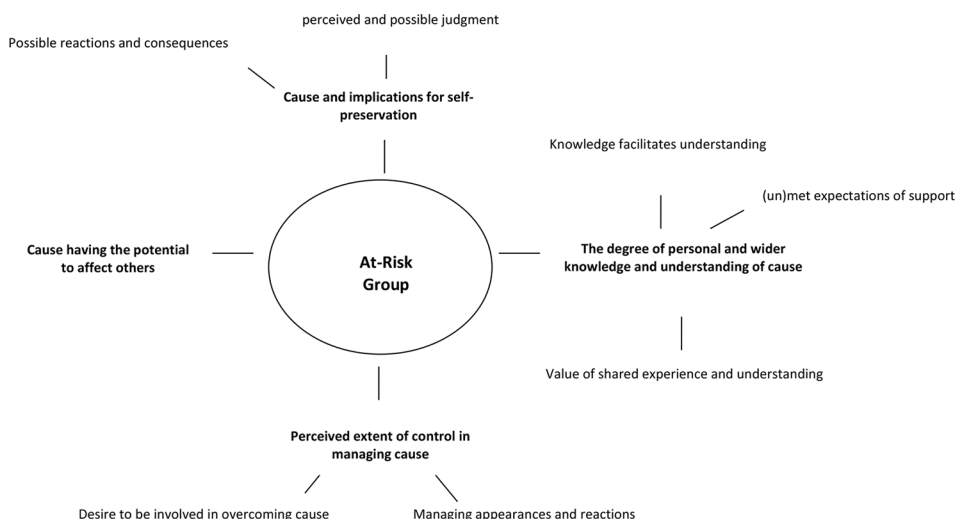 perceived and possible judgment
Possible reactions and consequences
Cause and implications for self-
preservation
Knowledge facilitates understanding
(un)met expectations of support
Cause having the potential
to affect others
At-Risk
Group
The degree of personal and wider
knowledge and understanding of cause
Value of shared experience and understanding
Perceived extent of control in
managing cause
Desire to be involved in overcoming cause
Managing appearances and reactions